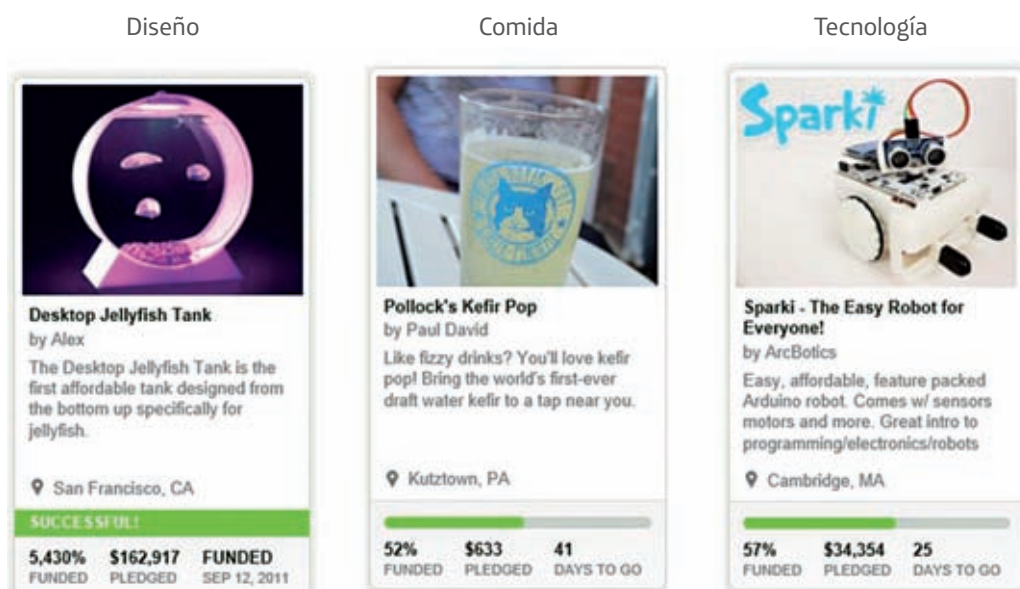 Diseño
Comida
Tecnología
Desktop Jellyfish Tank
by Alex
The Desktop Jellyfish Tank is the
first affordable tank designed from
the bottom up specifically for
jellyfish.
San Francisco, CA
SUCCESSFUL!
5,430% $162,917 FUNDED
FUNDED PLEDGED SEP 12, 2011
Pollock's Kefir Pop
by Paul David
Like fizzy drinks? You'll love kefir
pop! Bring the world's first-ever
draft water kefir to a tap near you.
Kutztown, PA
52% $633 41
FUNDED PLEDGED DAYS TO GO
Sparki
Sparki - The Easy Robot for
Everyone!
by ArcBotics
Easy, affordable, feature packed
Arduino robot. Comes w/ sensors
motors and more. Great intro to
programming/electronics/robots
Cambridge, MA
57% $34,354 25
FUNDED PLEDGED DAYS TO GO